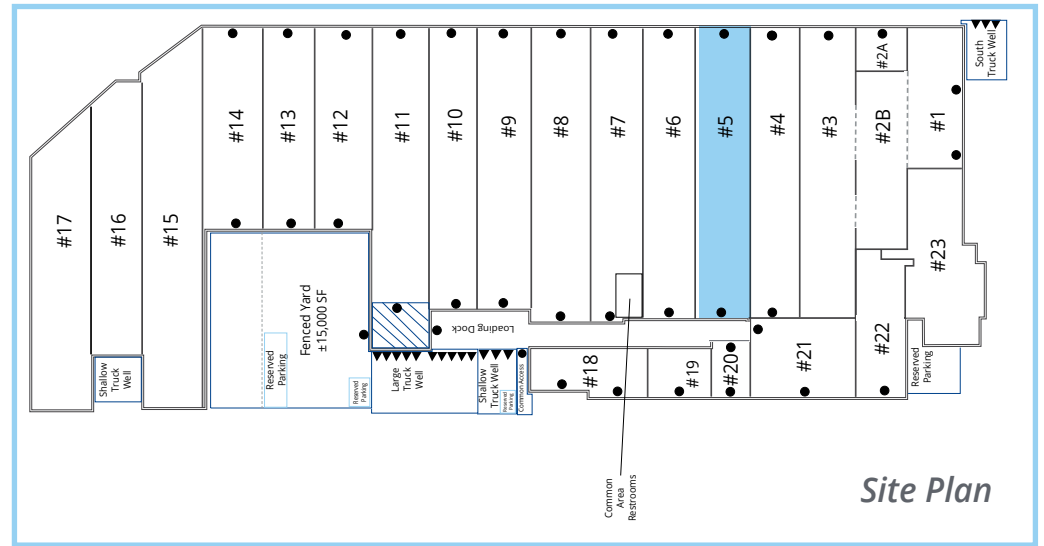 South
Truck Well
#2A
#14
#13
#12
#11
#10
#9
#8
#7
#6
#5
#4
#3
#2B
#1
#17
#16
#15
#23
Fenced Yard
±15,000 SF
Loading Dock
Shallow
Truck
Well
Reserved
Parking
Reserved
Parking
Large
Truck
Well
Shallow
Truck Well
Reserved
Parking
Common Access
#18
#19
#20
#21
#22
Reserved
Parking
Common
Area
Restrooms
Site Plan